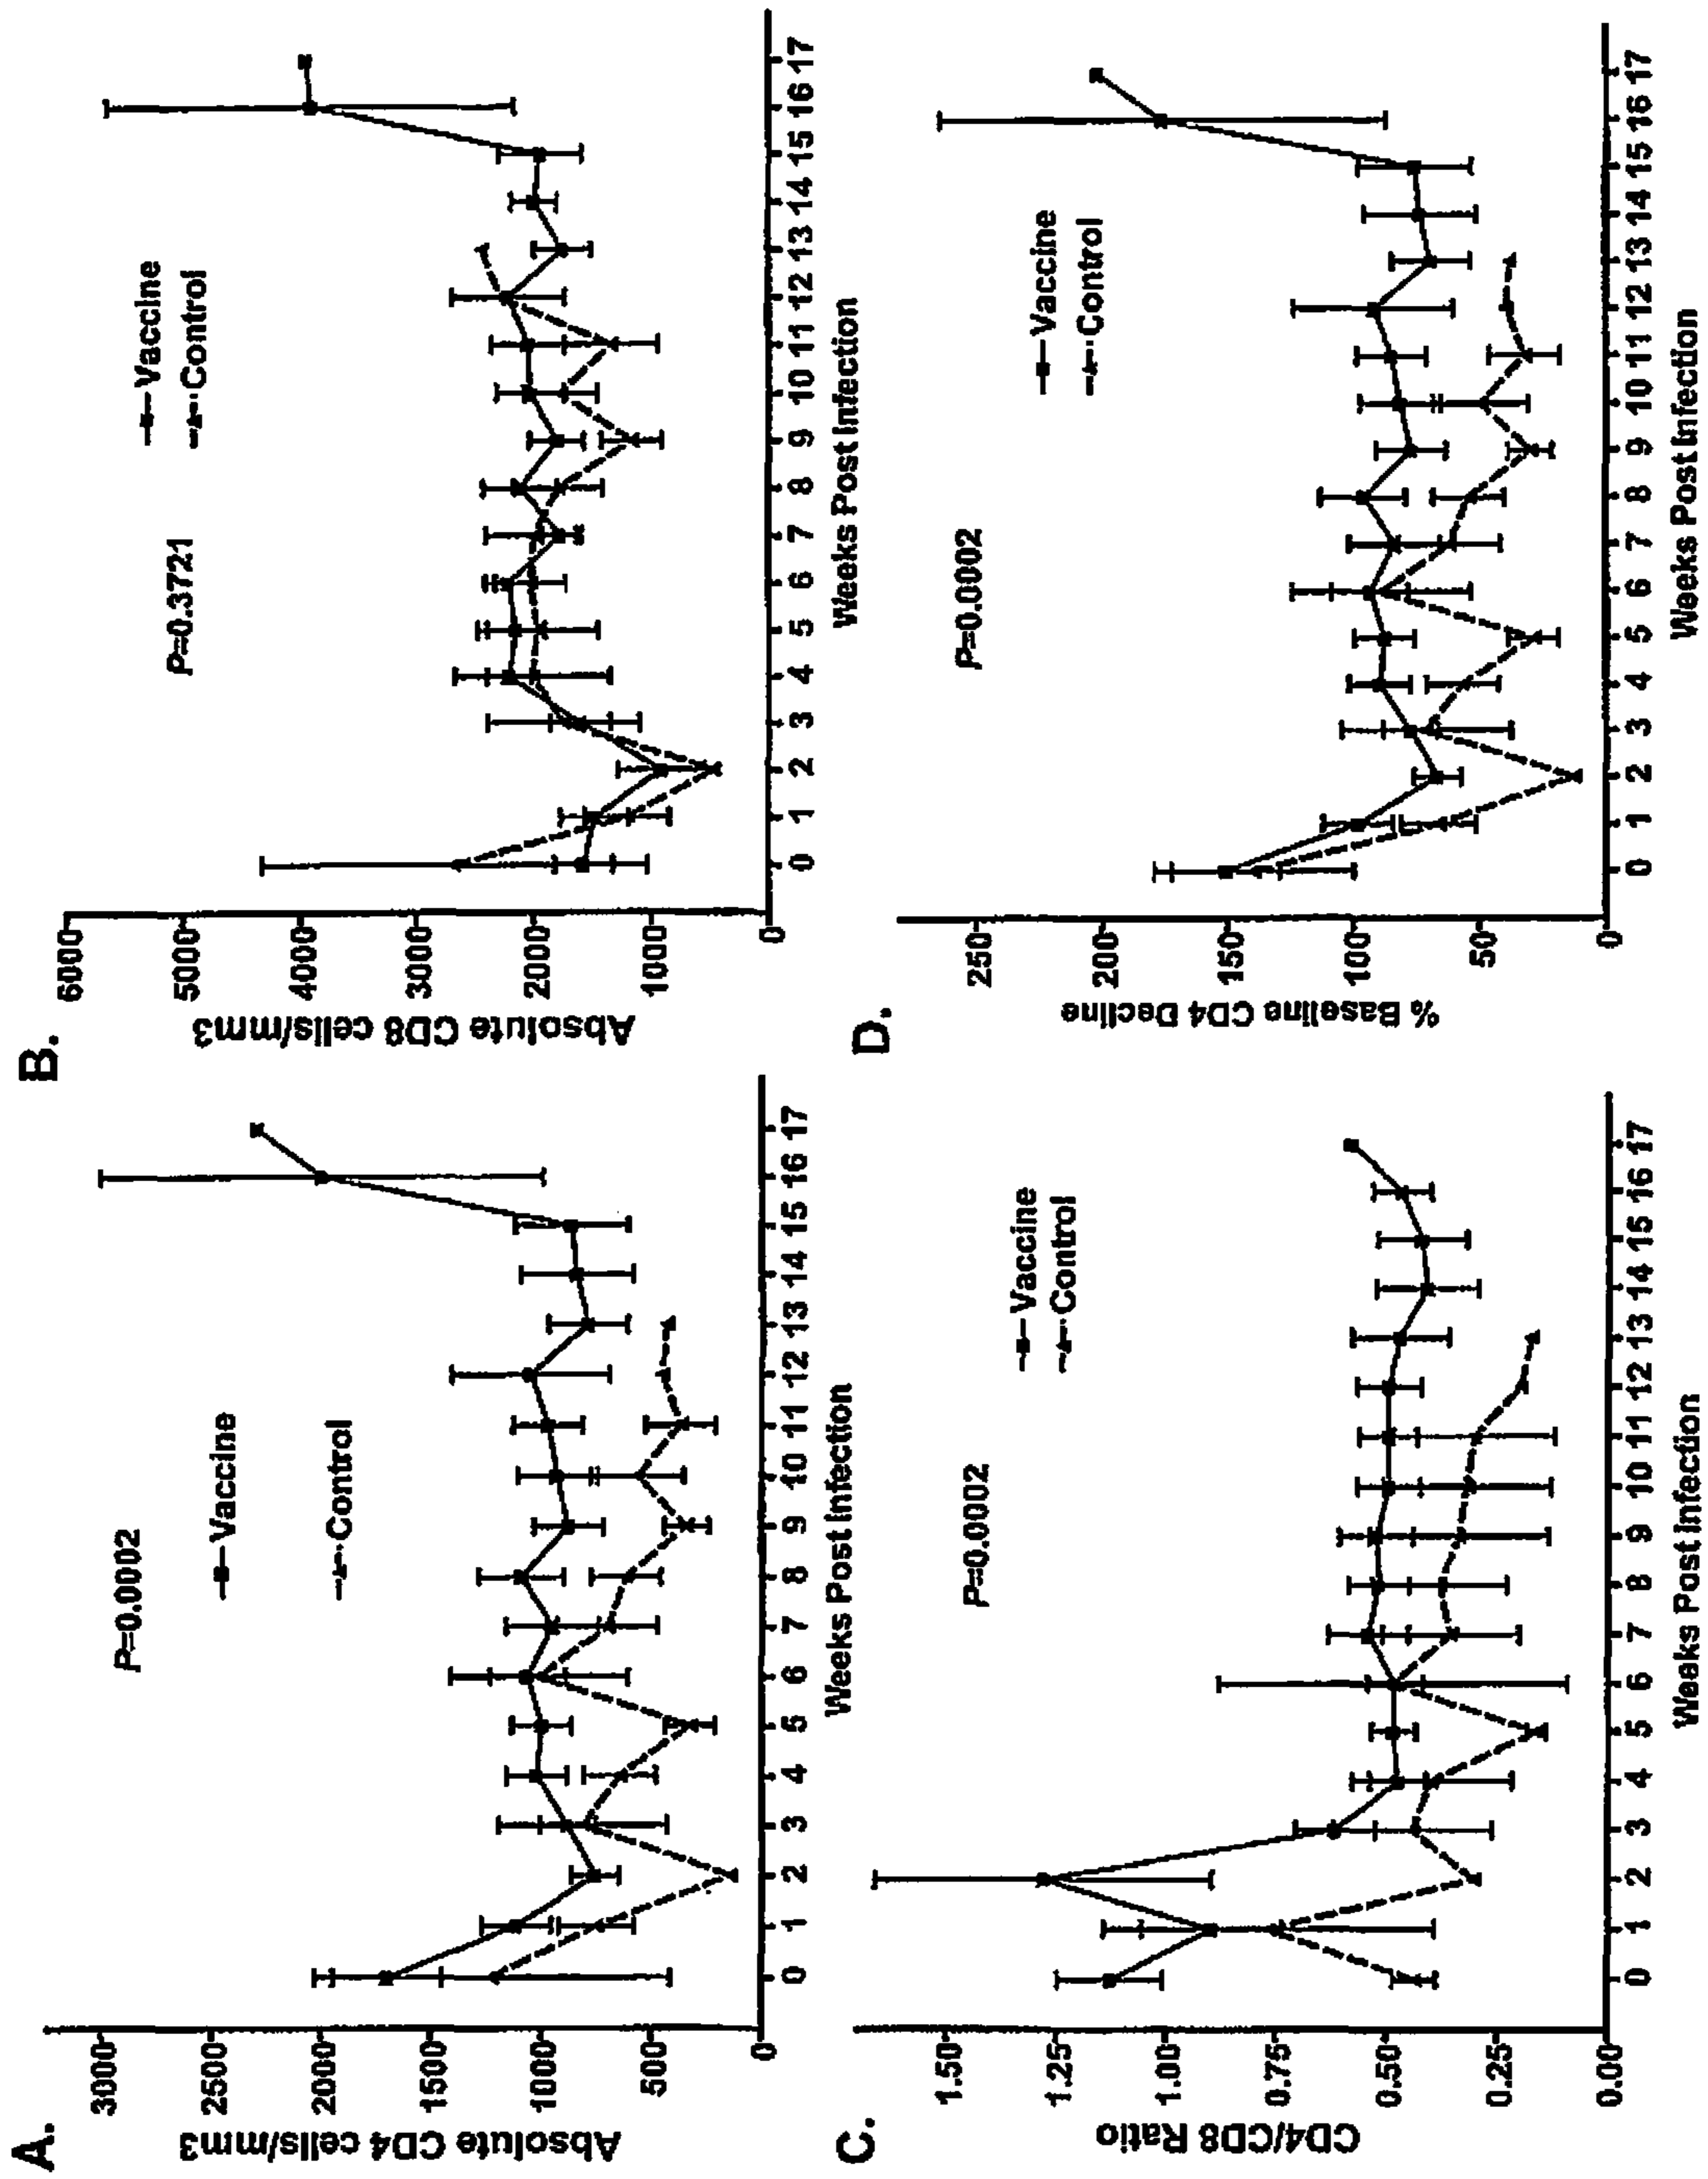 A.
Absolute CD4 cells/mm3
3000
2500
2000
1500
1000
500
0
P=0.0002
Vaccine
Control
0 1 2 3 4 5 6 7 8 9 10 11 12 13 14 15 16 17
Weeks Post Infection
B.
Absolute CD8 cells/mm3
6000
5000
4000
3000
2000
1000
0
P=0.3721
Vaccine
Control
0 1 2 3 4 5 6 7 8 9 10 11 12 13 14 15 16 17
Weeks Post Infection
C.
CD4/CD8 Ratio
1.50
1.25
1.00
0.75
0.50
0.25
0.00
P=0.0002
Vaccine
Control
0 1 2 3 4 5 6 7 8 9 10 11 12 13 14 15 16 17
Weeks Post Infection
D.
% Baseline CD4 Decline
250
200
150
100
50
0
P=0.0002
Vaccine
Control
0 1 2 3 4 5 6 7 8 9 10 11 12 13 14 15 16 17
Weeks Post Infection